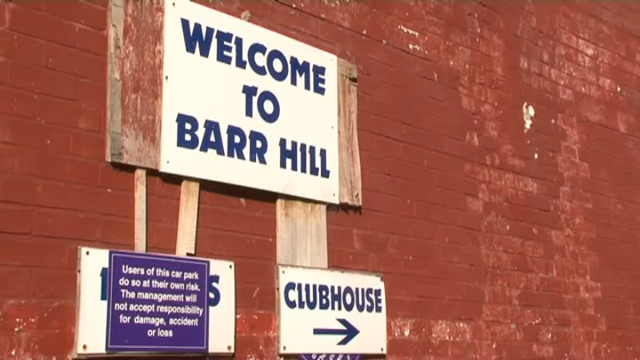 WELCOME
TO
BARR HILL
Users of this car park
do so at their own risk.
The management will
not accept responsibility
for damage, accident
or loss
CLUBHOUSE